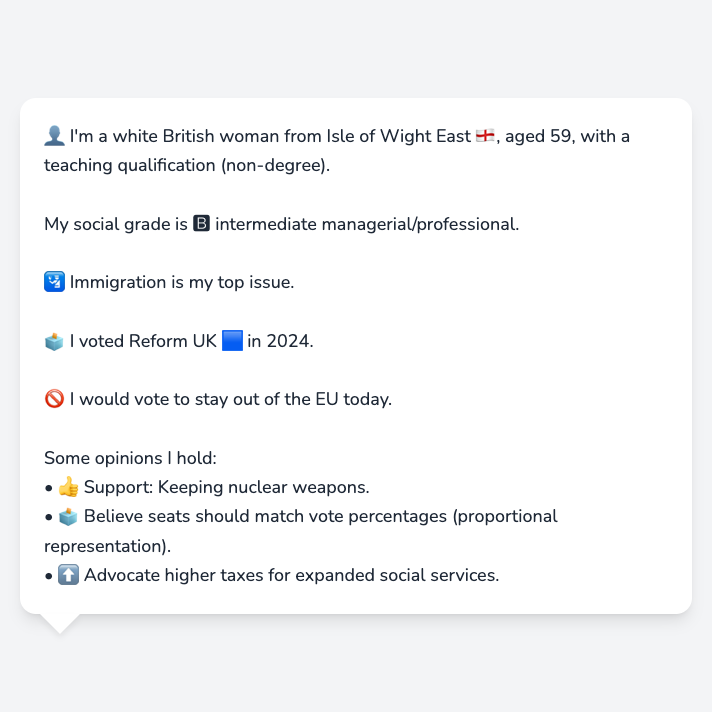 👤 I'm a white British woman from Isle of Wight East 🏴󠁧󠁢󠁥󠁮󠁧󠁿, aged 59, with a
teaching qualification (non-degree).
My social grade is 🅱 intermediate managerial/professional.
🛂 Immigration is my top issue.
🗳️ I voted Reform UK 🟦 in 2024.
🚫 I would vote to stay out of the EU today.
Some opinions I hold:
• 👍 Support: Keeping nuclear weapons.
• 🗳️ Believe seats should match vote percentages (proportional
representation).
• ⬆️ Advocate higher taxes for expanded social services.